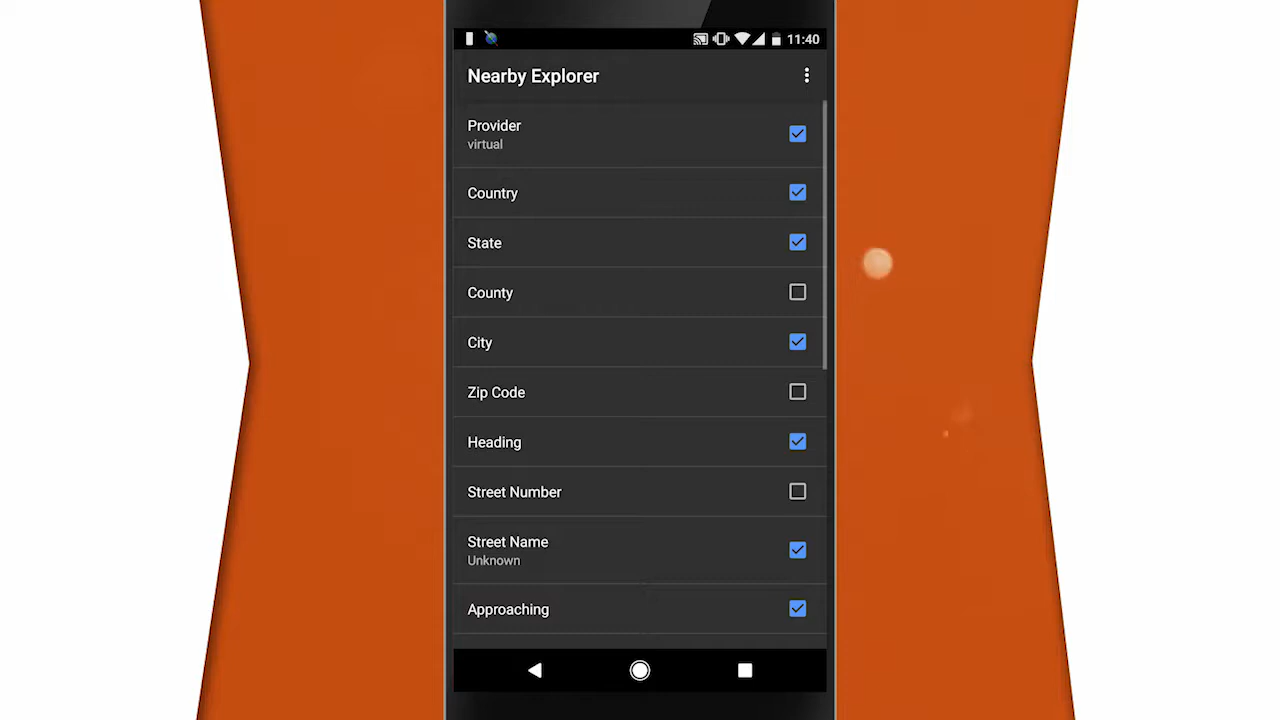 11:40
Nearby Explorer
Provider
virtual
Country
State
County
City
Zip Code
Heading
Street Number
Street Name
Unknown
Approaching